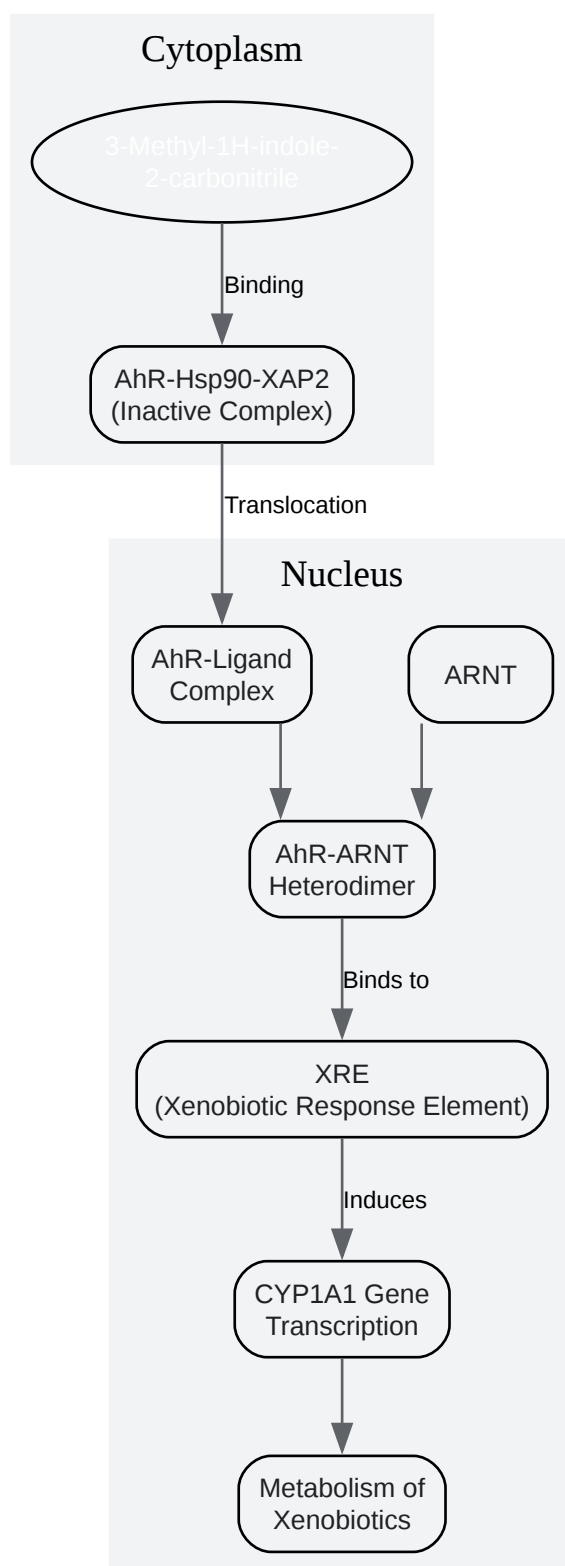 Cytoplasm
3-Methyl-1H-indole-
2-carbonitrile
Binding
AhR-Hsp90-XAP2
(Inactive Complex)
Translocation
Nucleus
AhR-Ligand
Complex
ARNT
AhR-ARNT
Heterodimer
Binds to
XRE
(Xenobiotic Response Element)
Induces
CYP1A1 Gene
Transcription
Metabolism of
Xenobiotics